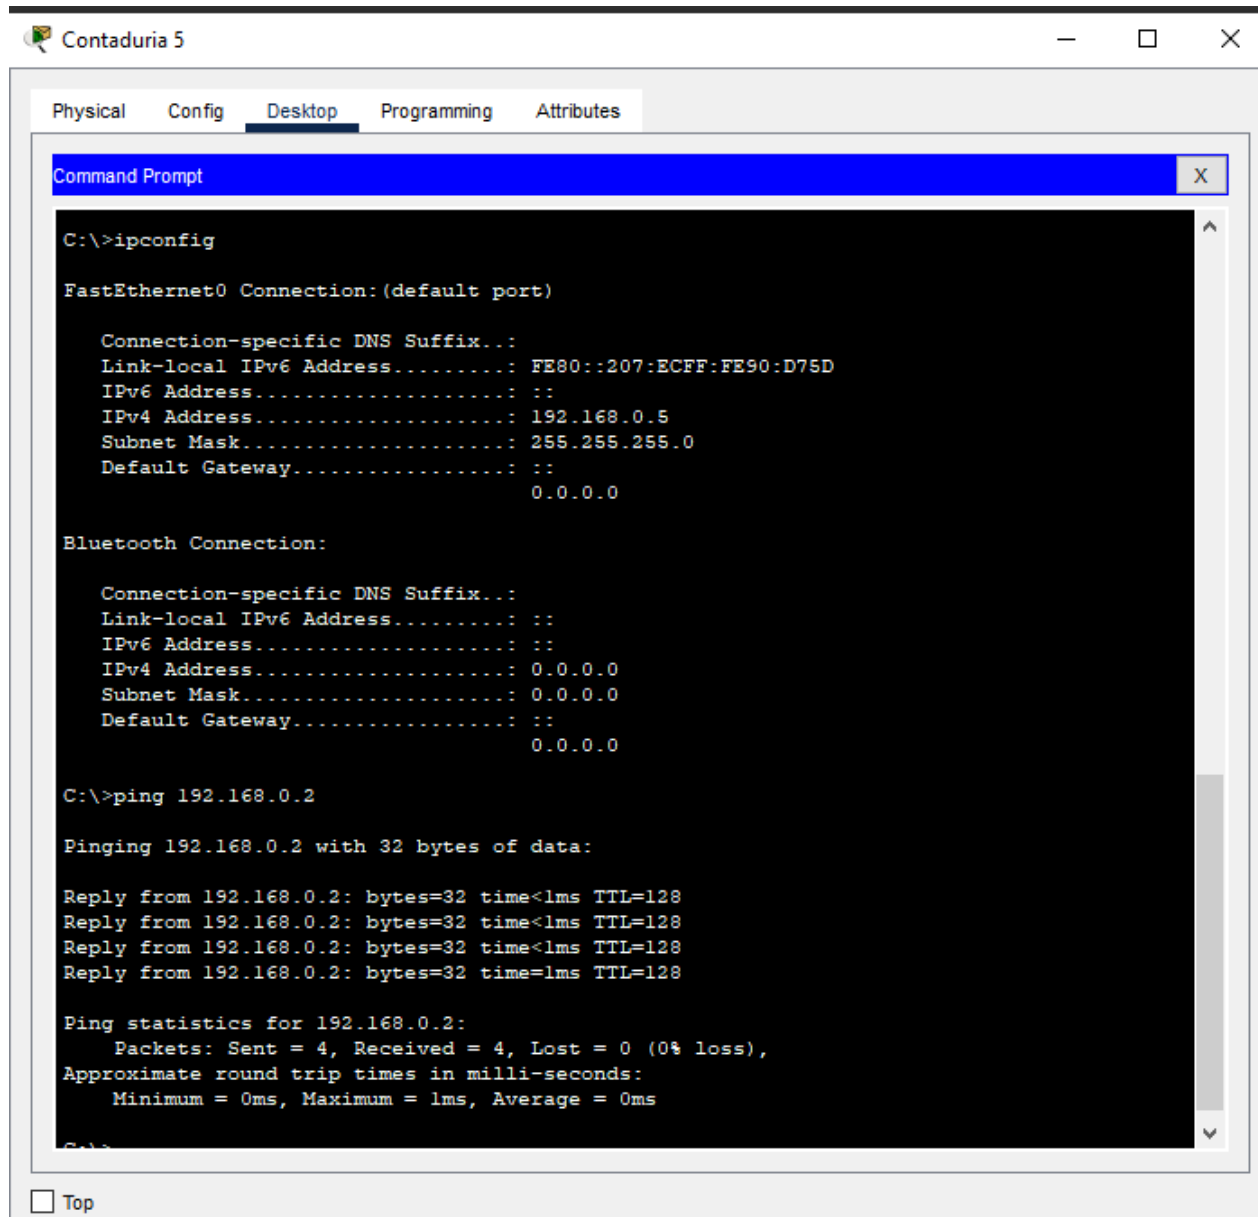 Contaduria 5
Physical Config Desktop Programming Attributes
Command Prompt X
C:\>ipconfig
FastEthernet0 Connection:(default port)
Connection-specific DNS Suffix..:
Link-local IPv6 Address.........: FE80::207:ECFF:FE90:D75D
IPv6 Address....................: ::
IPv4 Address....................: 192.168.0.5
Subnet Mask.....................: 255.255.255.0
Default Gateway.................: ::
0.0.0.0
Bluetooth Connection:
Connection-specific DNS Suffix..:
Link-local IPv6 Address.........: ::
IPv6 Address....................: ::
IPv4 Address....................: 0.0.0.0
Subnet Mask.....................: 0.0.0.0
Default Gateway.................: ::
0.0.0.0
C:\>ping 192.168.0.2
Pinging 192.168.0.2 with 32 bytes of data:
Reply from 192.168.0.2: bytes=32 time<1ms TTL=128
Reply from 192.168.0.2: bytes=32 time<1ms TTL=128
Reply from 192.168.0.2: bytes=32 time<1ms TTL=128
Reply from 192.168.0.2: bytes=32 time=1ms TTL=128
Ping statistics for 192.168.0.2:
Packets: Sent = 4, Received = 4, Lost = 0 (0% loss),
Approximate round trip times in milli-seconds:
Minimum = 0ms, Maximum = 1ms, Average = 0ms
C:\>
Top